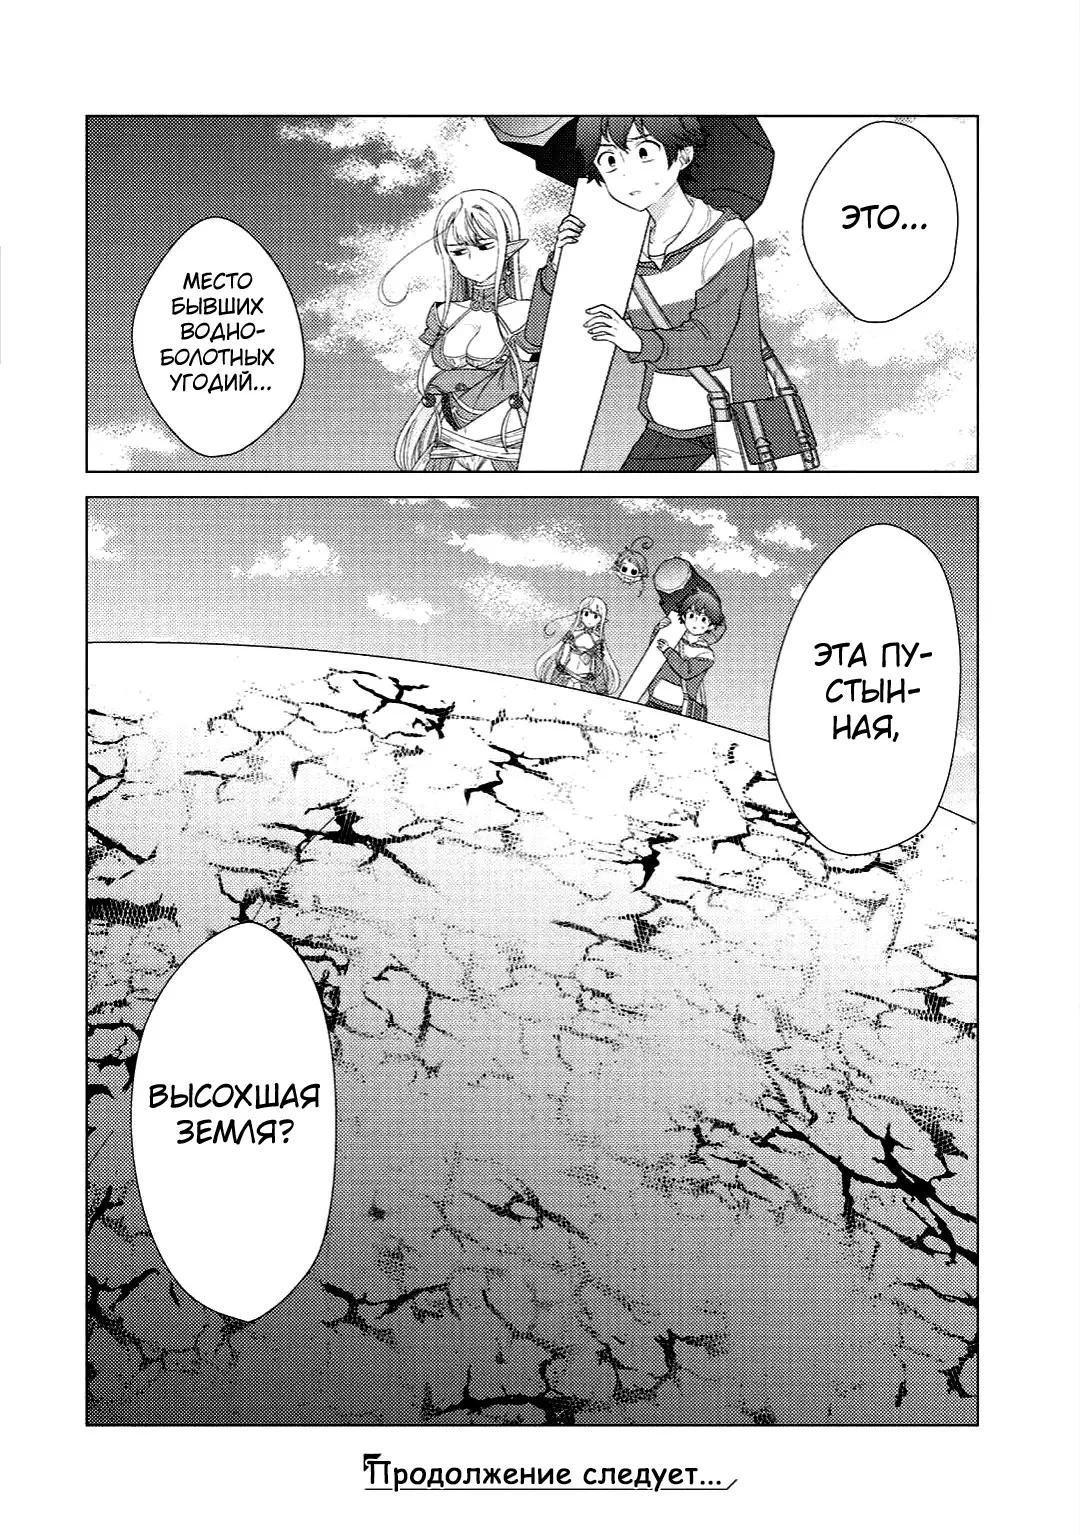 ЭТО...
МЕСТО
БЫВШИХ
ВОДНО-
БОЛОТНЫХ
УГОДИЙ...
ЭТА ПУ-
СТЫН-
НАЯ,
ВЫСОХШАЯ
ЗЕМЛЯ?
Продолжение следует...